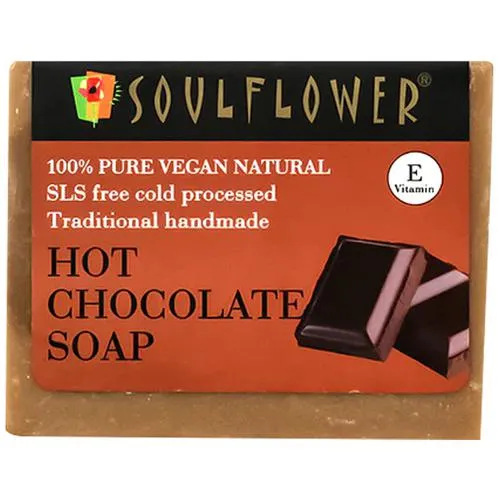 SOULFLOWER®
100% PURE VEGAN NATURAL
SLS free cold processed
Traditional handmade
E
Vitamin
HOT
CHOCOLATE
SOAP